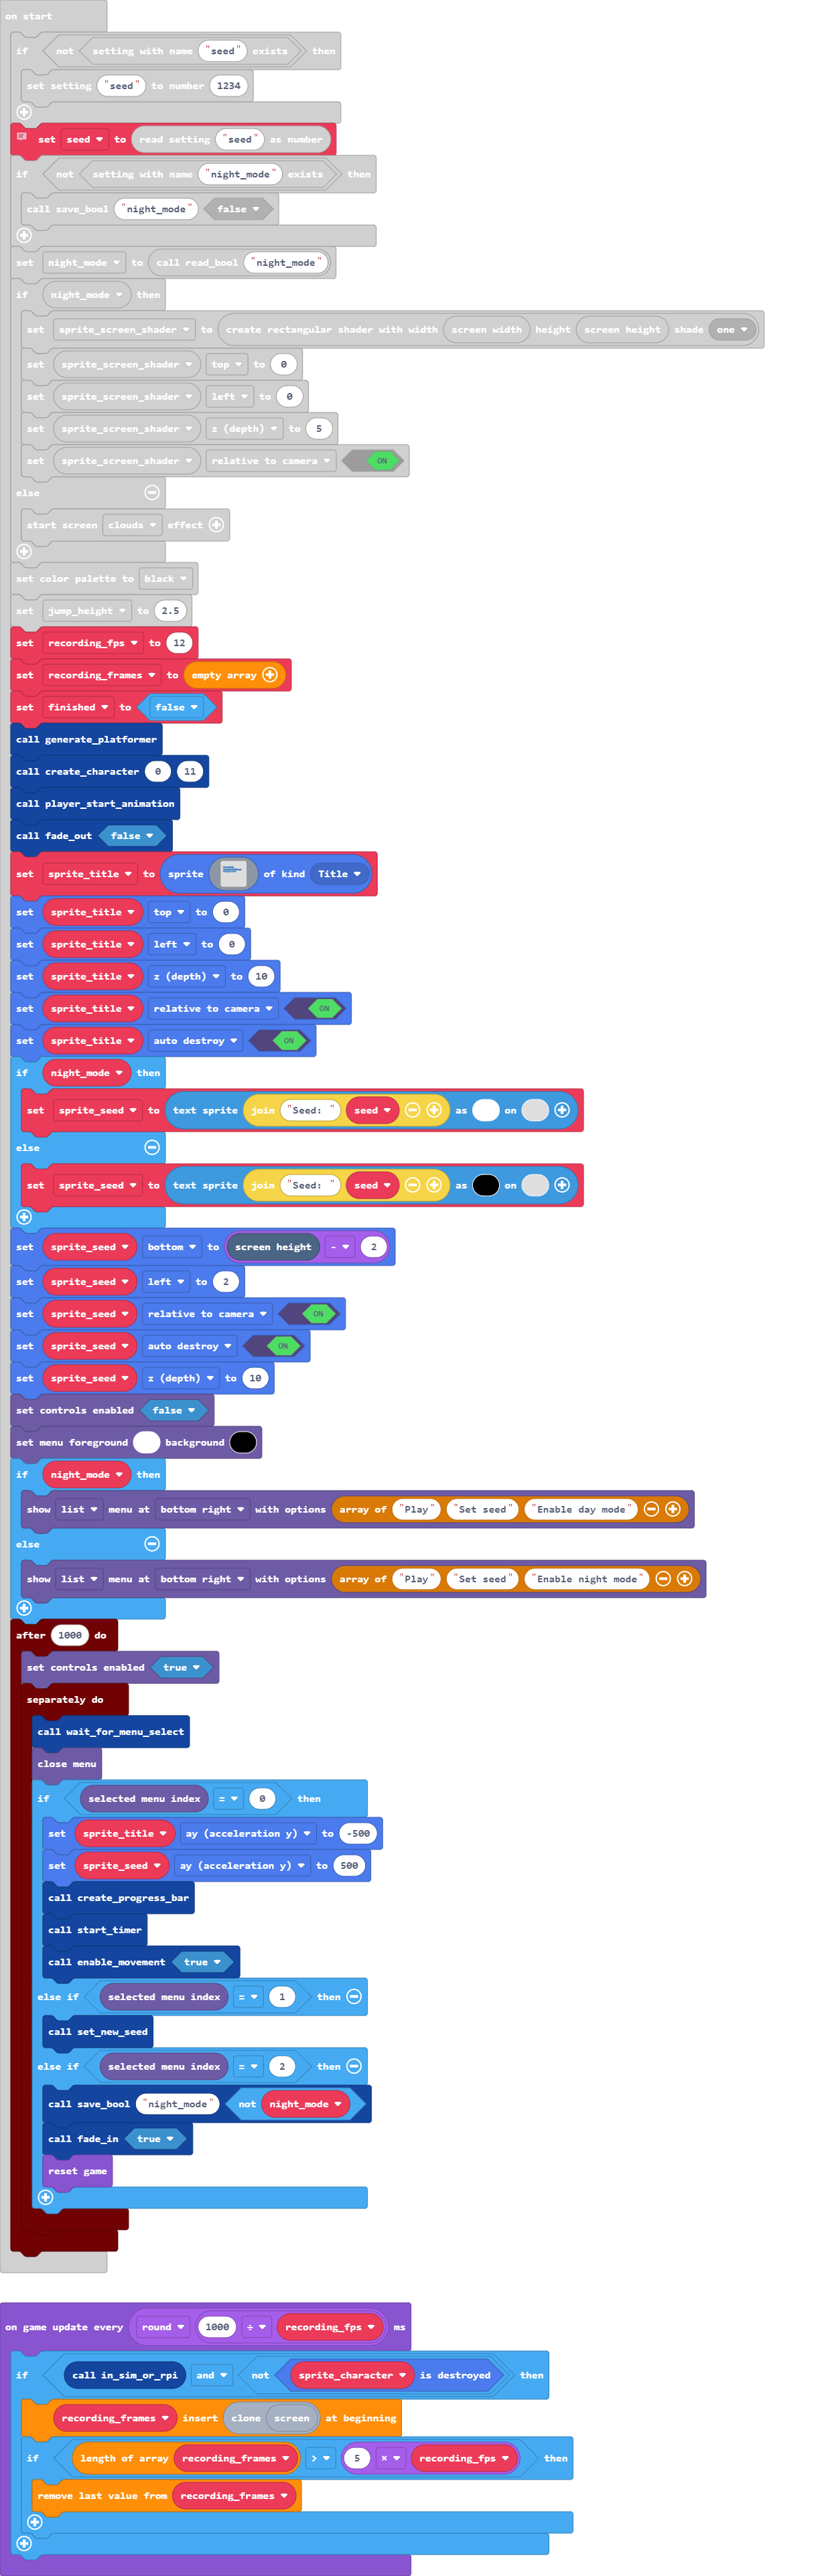 on start
if not setting with name "seed" exists then
set setting "seed" to number 1234
set seed to read setting "seed" as number
if not setting with name "night_mode" exists then
call save_bool "night_mode" false
set night_mode to call read_bool "night_mode"
if night_mode then
set sprite_screen_shader to create rectangular shader with width screen width height screen height shade one
set sprite_screen_shader top to 0
set sprite_screen_shader left to 0
set sprite_screen_shader z (depth) to 5
set sprite_screen_shader relative to camera ON
else
start screen clouds effect
set color palette to black
set jump_height to 2.5
set recording_fps to 12
set recording_frames to empty array
set finished to false
call generate_platformer
call create_character 0 11
call player_start_animation
call fade_out false
set sprite_title to sprite of kind Title
set sprite_title top to 0
set sprite_title left to 0
set sprite_title z (depth) to 10
set sprite_title relative to camera ON
set sprite_title auto destroy ON
if night_mode then
set sprite_seed to text sprite join "Seed: " seed as on
else
set sprite_seed to text sprite join "Seed: " seed as on
set sprite_seed bottom to screen height - 2
set sprite_seed left to 2
set sprite_seed relative to camera ON
set sprite_seed auto destroy ON
set sprite_seed z (depth) to 10
set controls enabled false
set menu foreground background
if night_mode then
show list menu at bottom right with options array of "Play" "Set seed" "Enable day mode"
else
show list menu at bottom right with options array of "Play" "Set seed" "Enable night mode"
after 1000 do
set controls enabled true
separately do
call wait_for_menu_select
close menu
if selected menu index = 0 then
set sprite_title ay (acceleration y) to -500
set sprite_seed ay (acceleration y) to 500
call create_progress_bar
call start_timer
call enable_movement true
else if selected menu index = 1 then
call set_new_seed
else if selected menu index = 2 then
call save_bool "night_mode" not night_mode
call fade_in true
reset game
on game update every round 1000 ÷ recording_fps ms
if call in_sim_or_rpi and not sprite_character is destroyed then
recording_frames insert clone screen at beginning
if length of array recording_frames > 5 × recording_fps then
remove last value from recording_frames